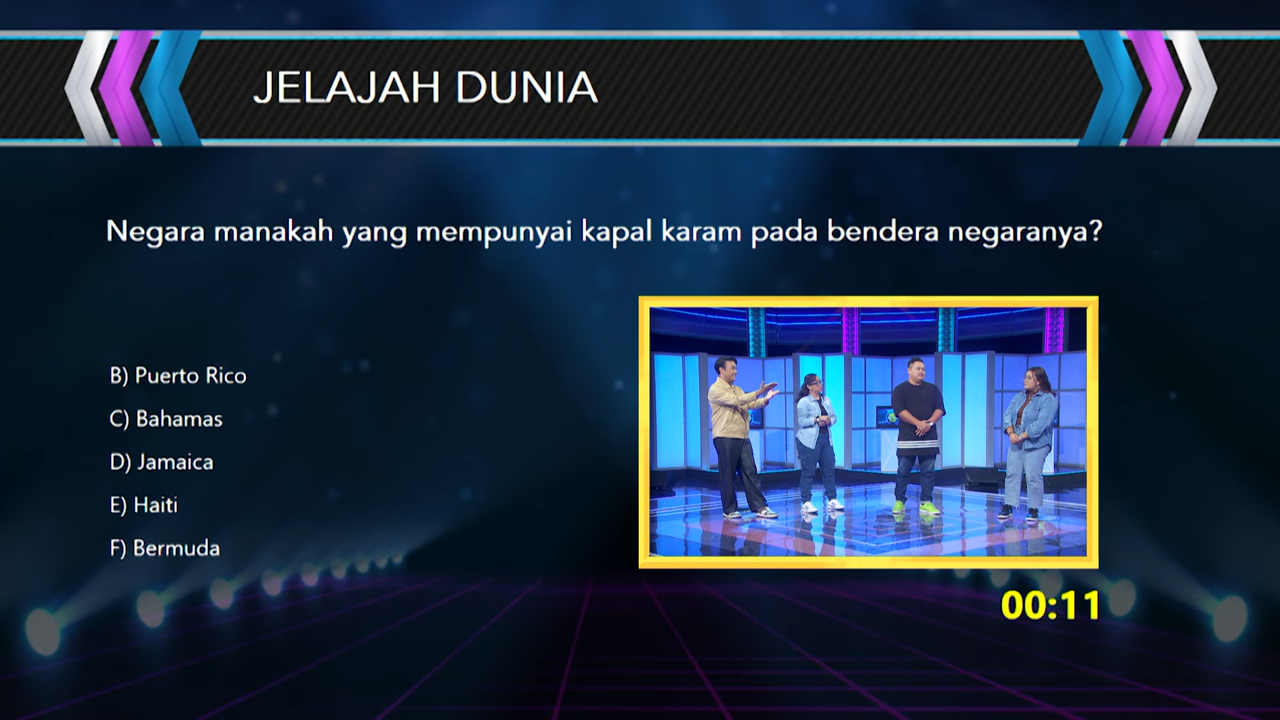 JELAJAH DUNIA
Negara manakah yang mempunyai kapal karam pada bendera negaranya?
B) Puerto Rico
C) Bahamas
D) Jamaica
E) Haiti
F) Bermuda
00:11